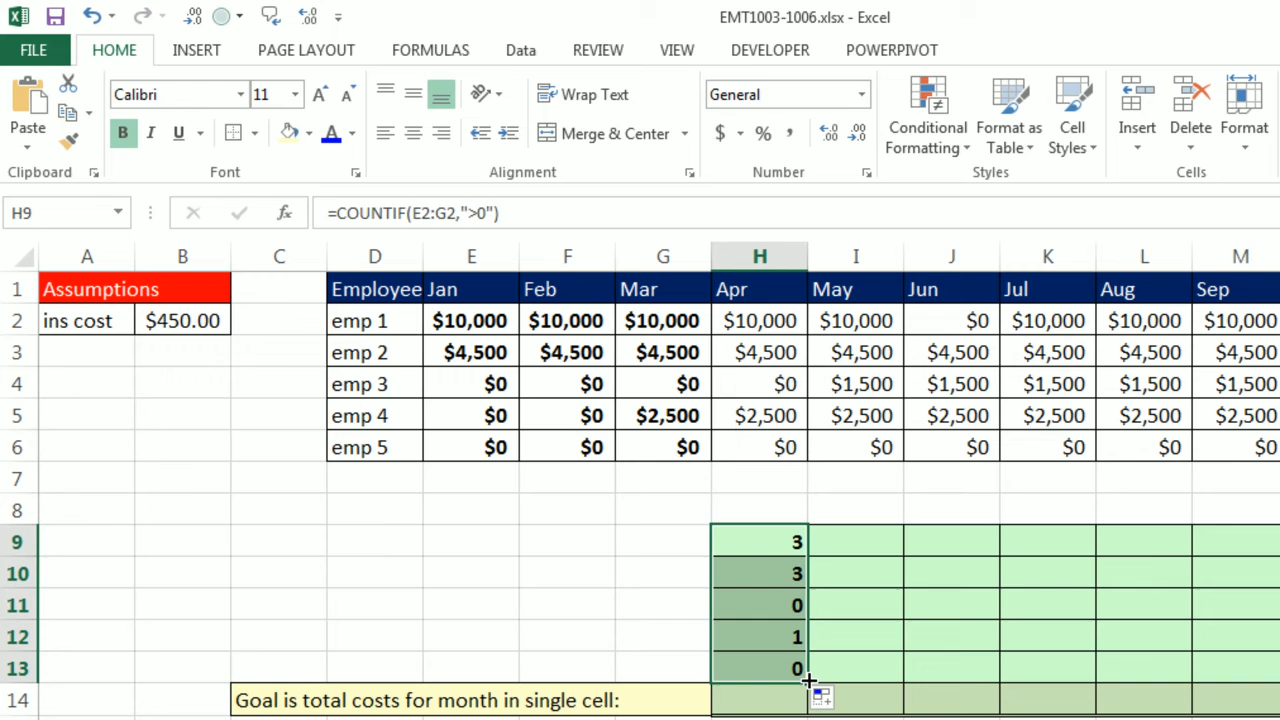 EMT1003-1006.xlsx - Excel
FILE HOME INSERT PAGE LAYOUT FORMULAS Data REVIEW VIEW DEVELOPER POWERPIVOT
Calibri 11 Wrap Text General
Paste B I U A Merge & Center $ % , Conditional Formatting Format as Table Cell Styles Insert Delete Format
Clipboard Font Alignment Number Styles Cells
H9 fx =COUNTIF(E2:G2,">0")
A B C D E F G H I J K L M
1 Assumptions Employee Jan Feb Mar Apr May Jun Jul Aug Sep
2 ins cost $450.00 emp 1 $10,000 $10,000 $10,000 $10,000 $10,000 $0 $10,000 $10,000 $10,000
3 emp 2 $4,500 $4,500 $4,500 $4,500 $4,500 $4,500 $4,500 $4,500 $4,500
4 emp 3 $0 $0 $0 $0 $1,500 $1,500 $1,500 $1,500 $1,500
5 emp 4 $0 $0 $2,500 $2,500 $2,500 $2,500 $2,500 $2,500 $2,500
6 emp 5 $0 $0 $0 $0 $0 $0 $0 $0 $0
7
8
9 3
10 3
11 0
12 1
13 0
14 Goal is total costs for month in single cell: